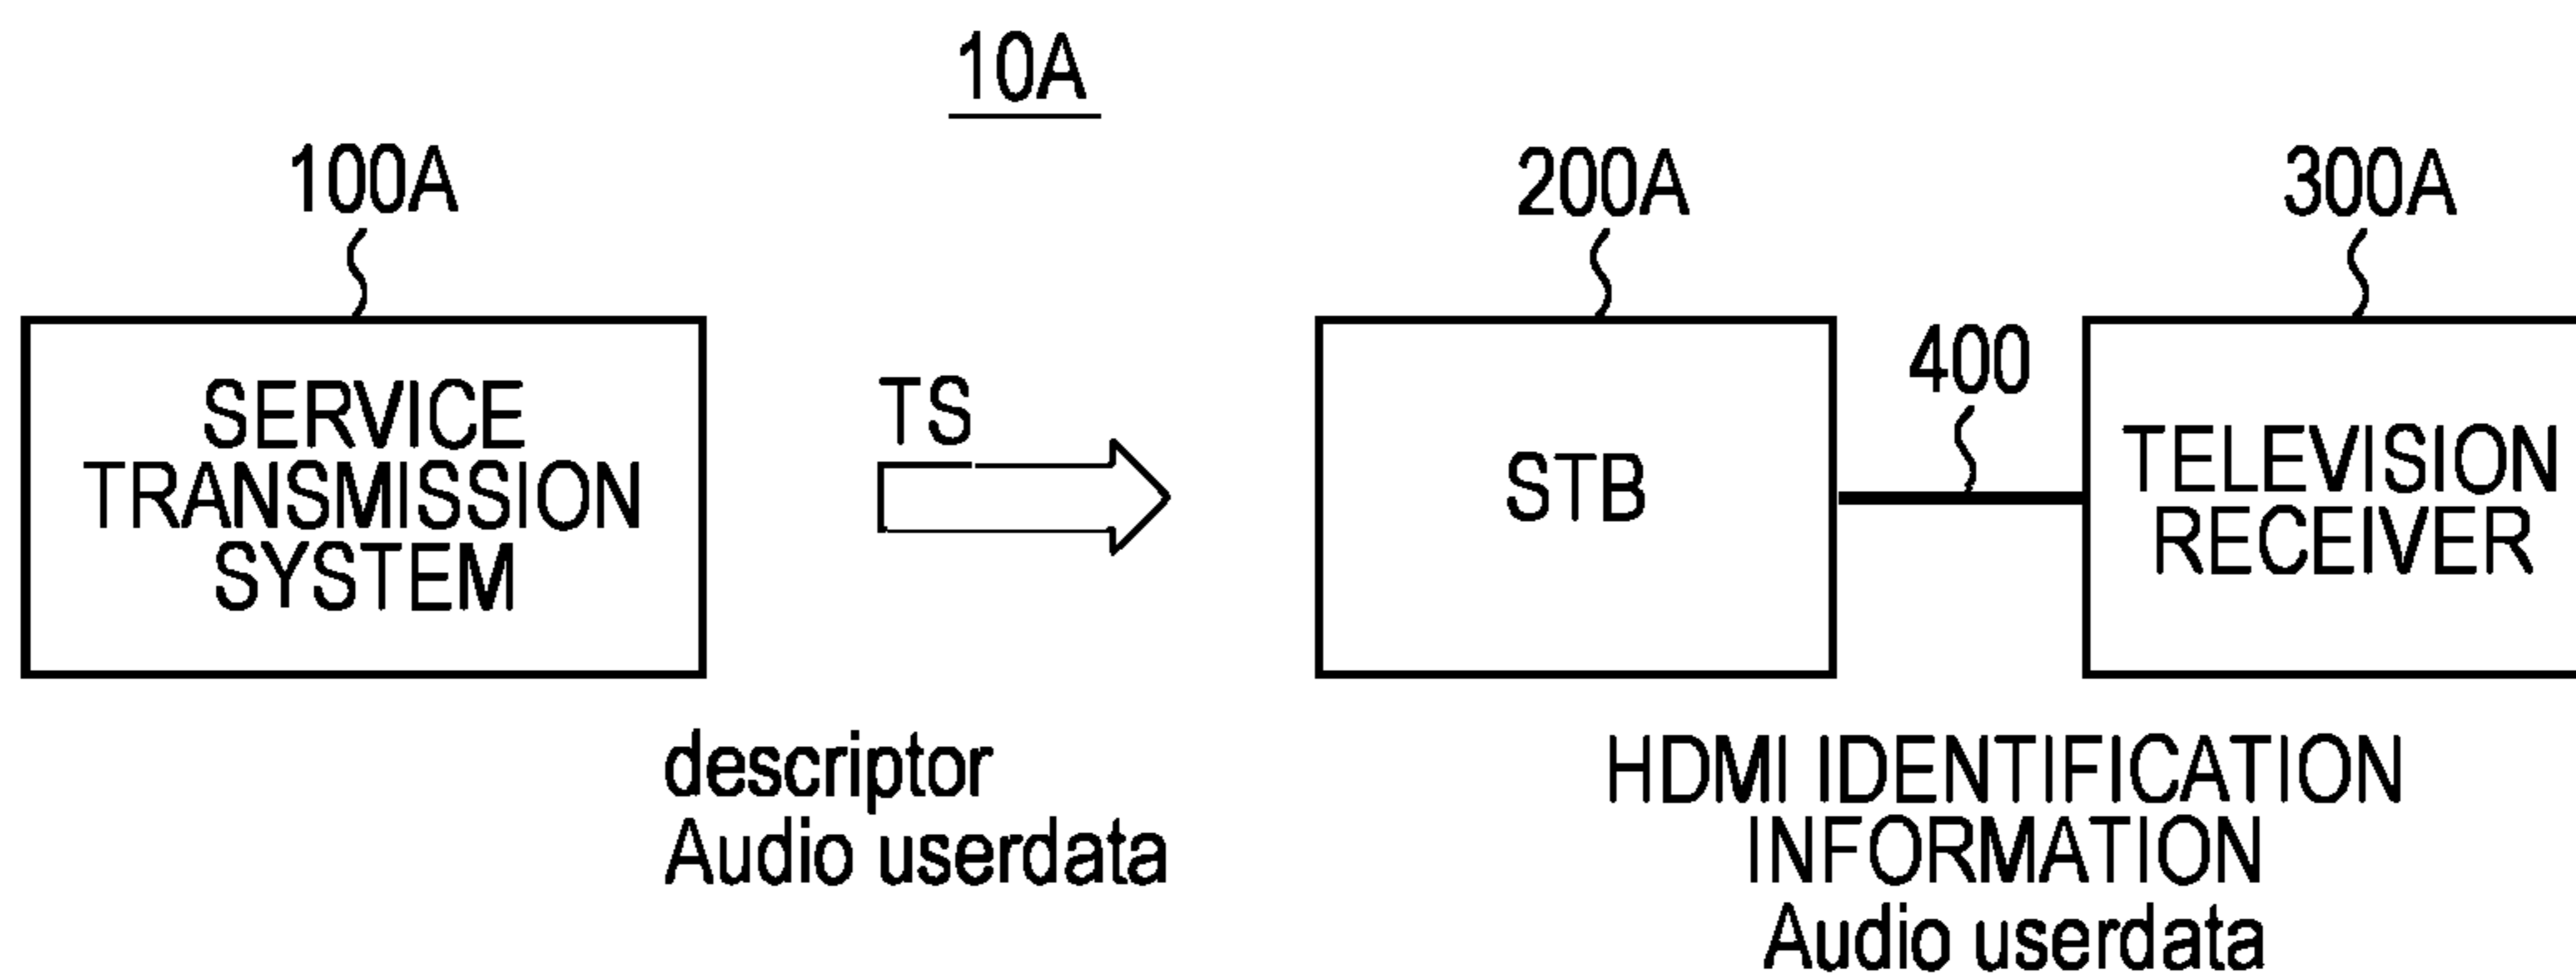 10A
100A
200A
300A
400
SERVICE
TRANSMISSION
SYSTEM
TS
STB
TELEVISION
RECEIVER
descriptor
Audio userdata
HDMI IDENTIFICATION
INFORMATION
Audio userdata